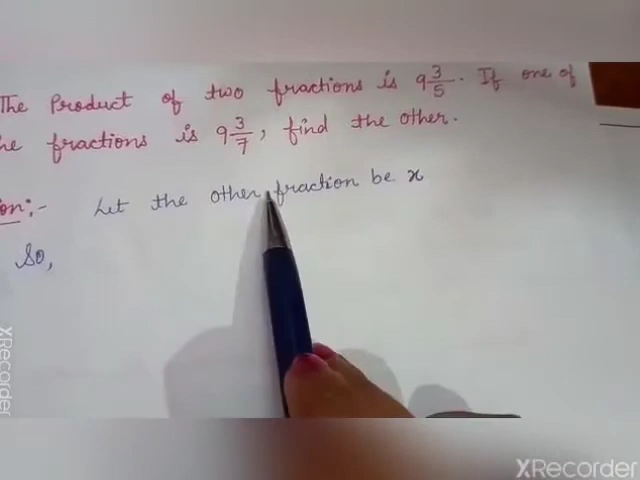 The Product of two fractions is 9 3/5. If one of
he fractions is 9 3/7, find the other.
on:- Let the other fraction be x
So,
XRecorder
XRecorder